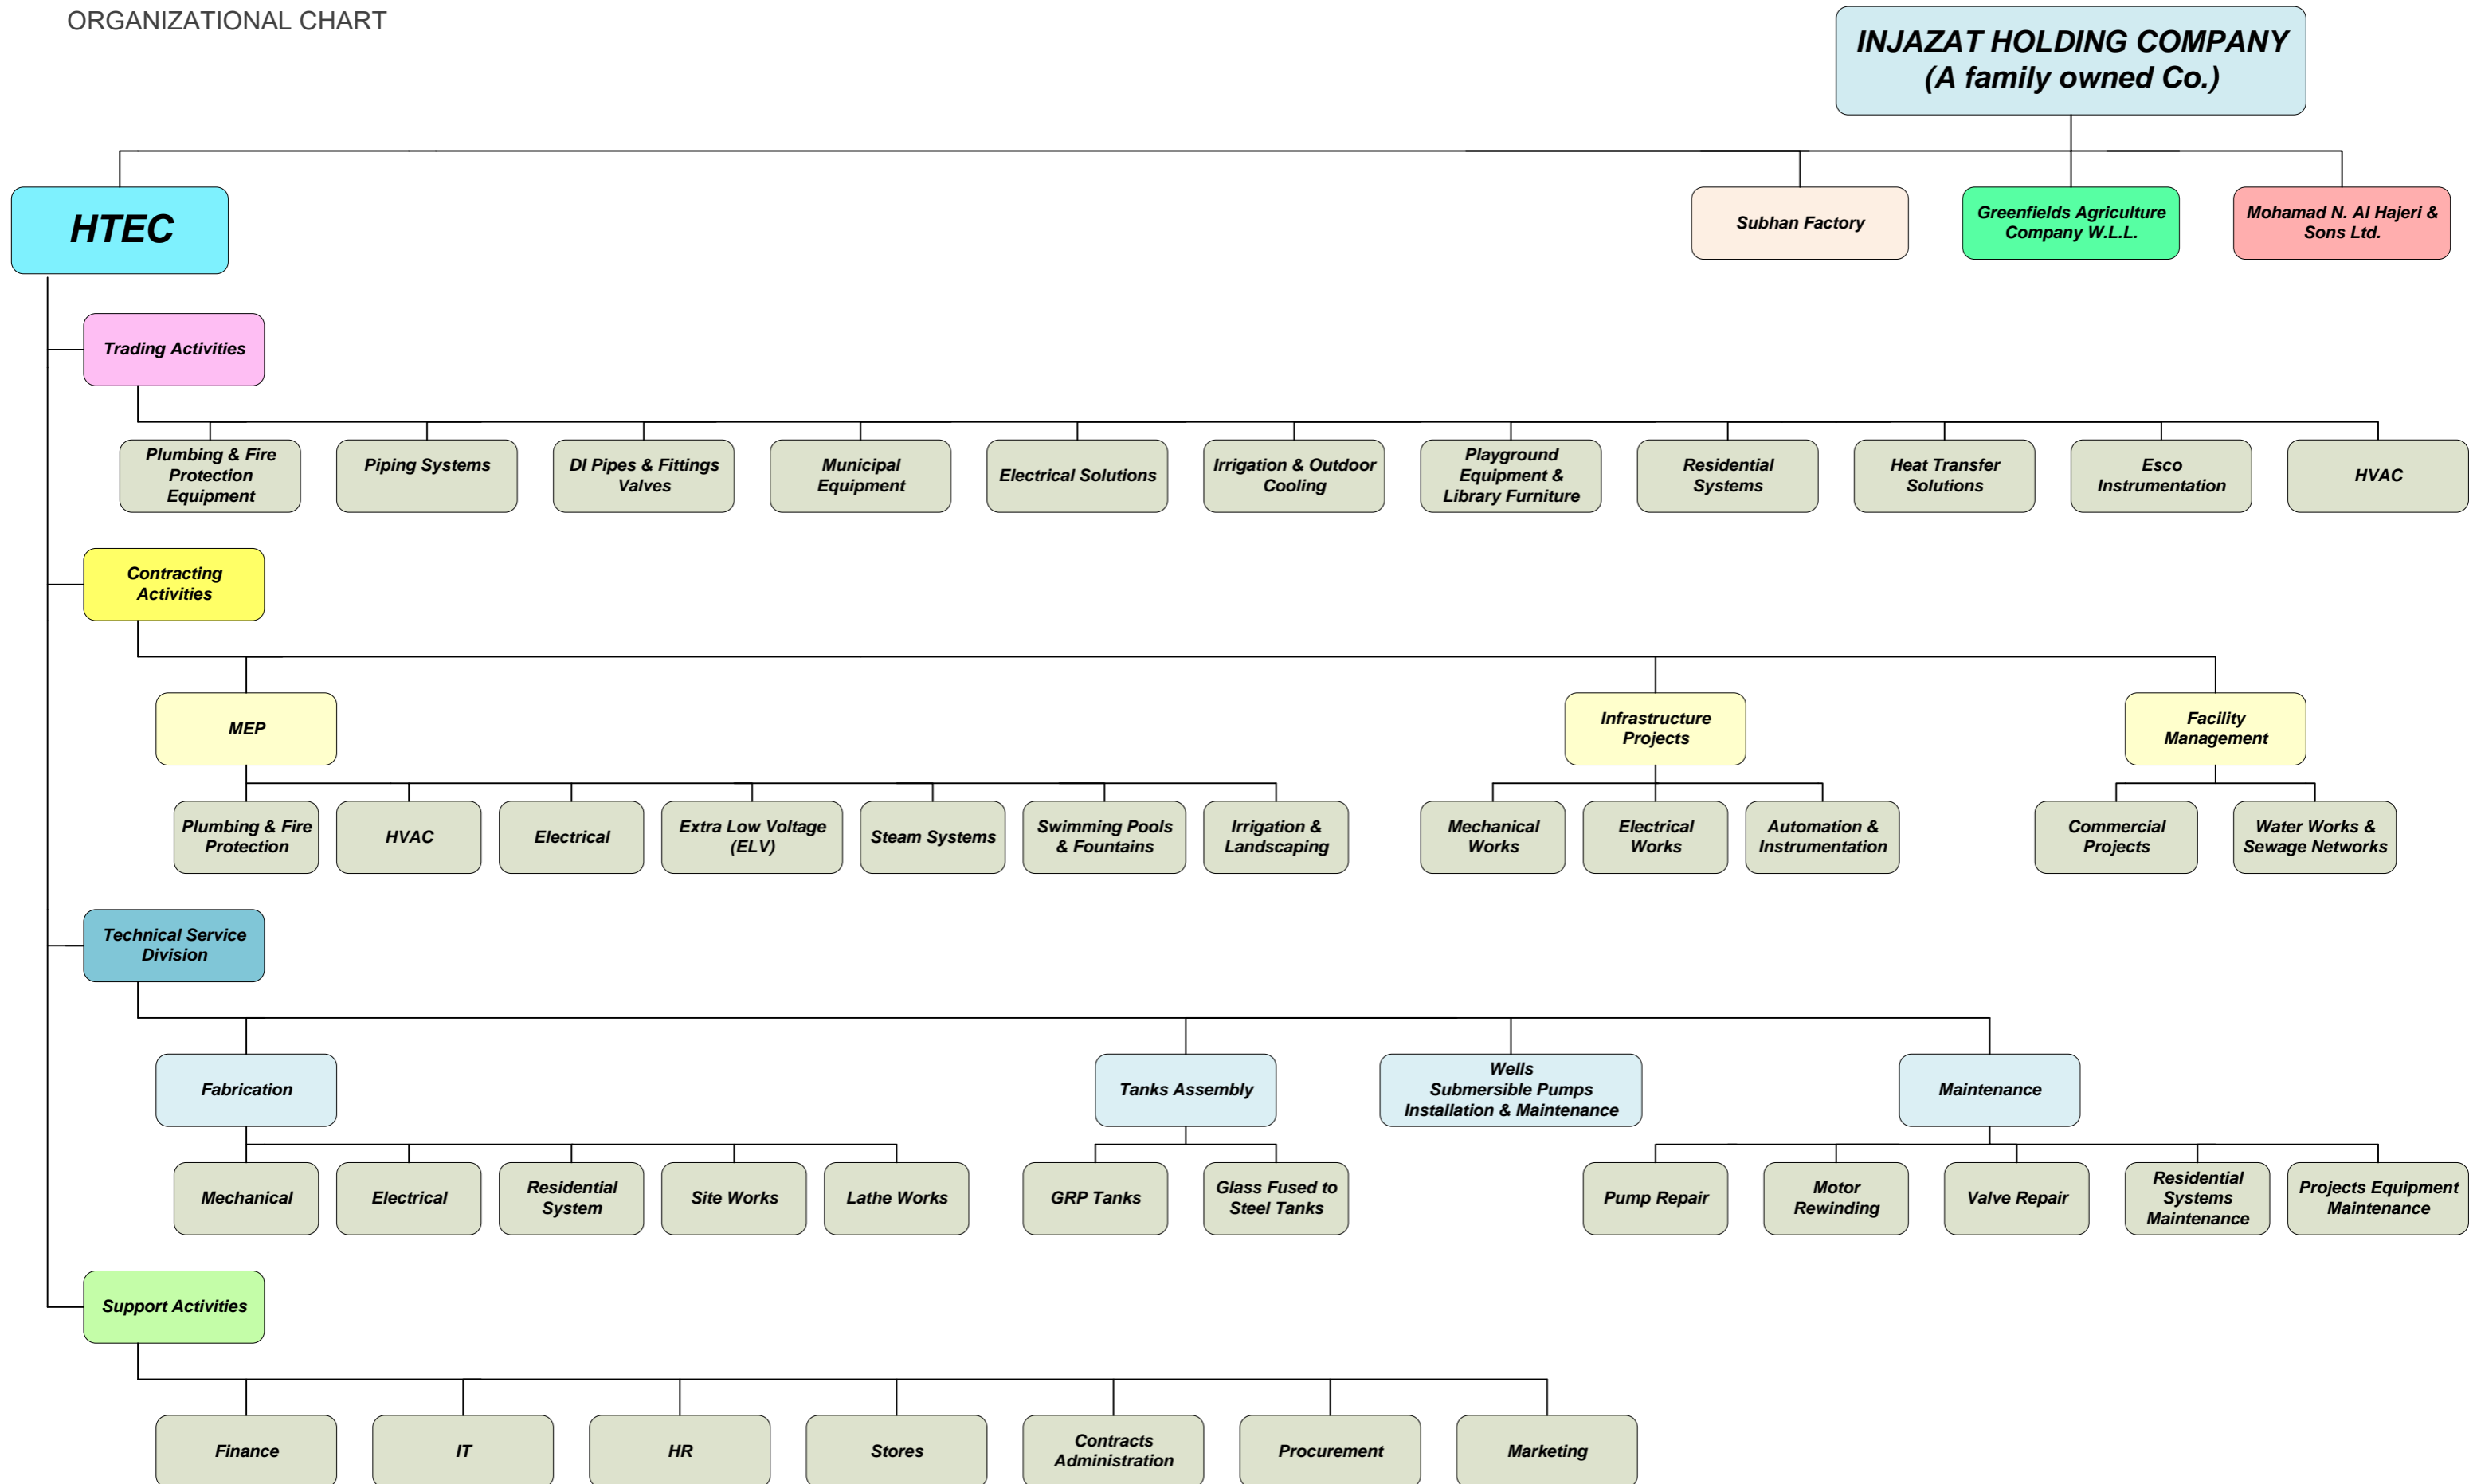 ORGANIZATIONAL CHART
INJAZAT HOLDING COMPANY
(A family owned Co.)
HTEC
Subhan Factory
Greenfields Agriculture
Company W.L.L.
Mohamad N. Al Hajeri &
Sons Ltd.
Trading Activities
Plumbing & Fire
Protection
Equipment
Piping Systems
DI Pipes & Fittings
Valves
Municipal
Equipment
Electrical Solutions
Irrigation & Outdoor
Cooling
Playground
Equipment &
Library Furniture
Residential
Systems
Heat Transfer
Solutions
Esco
Instrumentation
HVAC
Contracting
Activities
MEP
Infrastructure
Projects
Facility
Management
Plumbing & Fire
Protection
HVAC
Electrical
Extra Low Voltage
(ELV)
Steam Systems
Swimming Pools
& Fountains
Irrigation &
Landscaping
Mechanical
Works
Electrical
Works
Automation &
Instrumentation
Commercial
Projects
Water Works &
Sewage Networks
Technical Service
Division
Fabrication
Tanks Assembly
Wells
Submersible Pumps
Installation & Maintenance
Maintenance
Mechanical
Electrical
Residential
System
Site Works
Lathe Works
GRP Tanks
Glass Fused to
Steel Tanks
Pump Repair
Motor
Rewinding
Valve Repair
Residential
Systems
Maintenance
Projects Equipment
Maintenance
Support Activities
Finance
IT
HR
Stores
Contracts
Administration
Procurement
Marketing